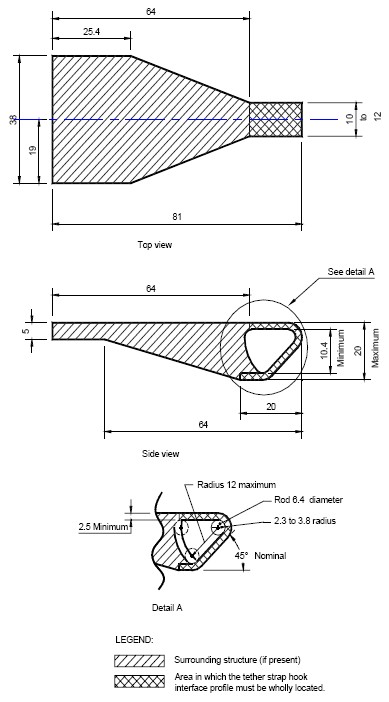 64
25.4
38
19
10
to
12
81
Top view
See detail A
64
5
10.4
Minimum
20
Maximum
20
64
Side view
Radius 12 maximum
Rod 6.4 diameter
2.5 Minimum
2.3 to 3.8 radius
45° Nominal
Detail A
LEGEND:
Surrounding structure (if present)
Area in which the tether strap hook
interface profile must be wholly located.